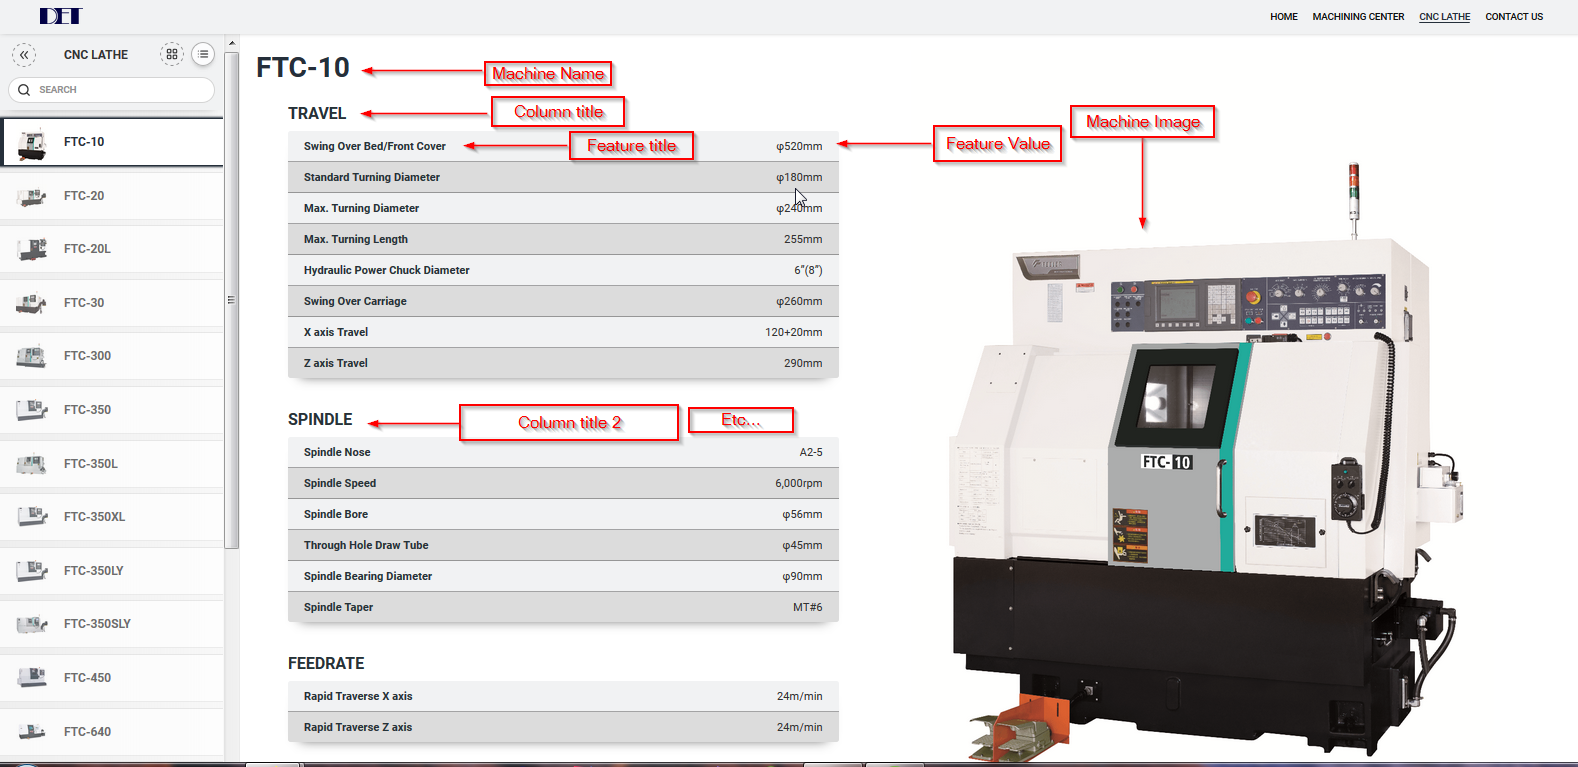 DET
HOME MACHINING CENTER CNC LATHE CONTACT US
CNC LATHE
SEARCH
FTC-10
FTC-20
FTC-20L
FTC-30
FTC-300
FTC-350
FTC-350L
FTC-350XL
FTC-350LY
FTC-350SLY
FTC-450
FTC-640
FTC-10
Machine Name
TRAVEL
Column title
Swing Over Bed/Front Cover φ520mm
Feature title
Feature Value
Machine Image
Standard Turning Diameter φ180mm
Max. Turning Diameter φ240mm
Max. Turning Length 255mm
Hydraulic Power Chuck Diameter 6”(8”)
Swing Over Carriage φ260mm
X axis Travel 120+20mm
Z axis Travel 290mm
SPINDLE
Column title 2
Etc...
Spindle Nose A2-5
Spindle Speed 6,000rpm
Spindle Bore φ56mm
Through Hole Draw Tube φ45mm
Spindle Bearing Diameter φ90mm
Spindle Taper MT#6
FEEDRATE
Rapid Traverse X axis 24m/min
Rapid Traverse Z axis 24m/min
FTC-10